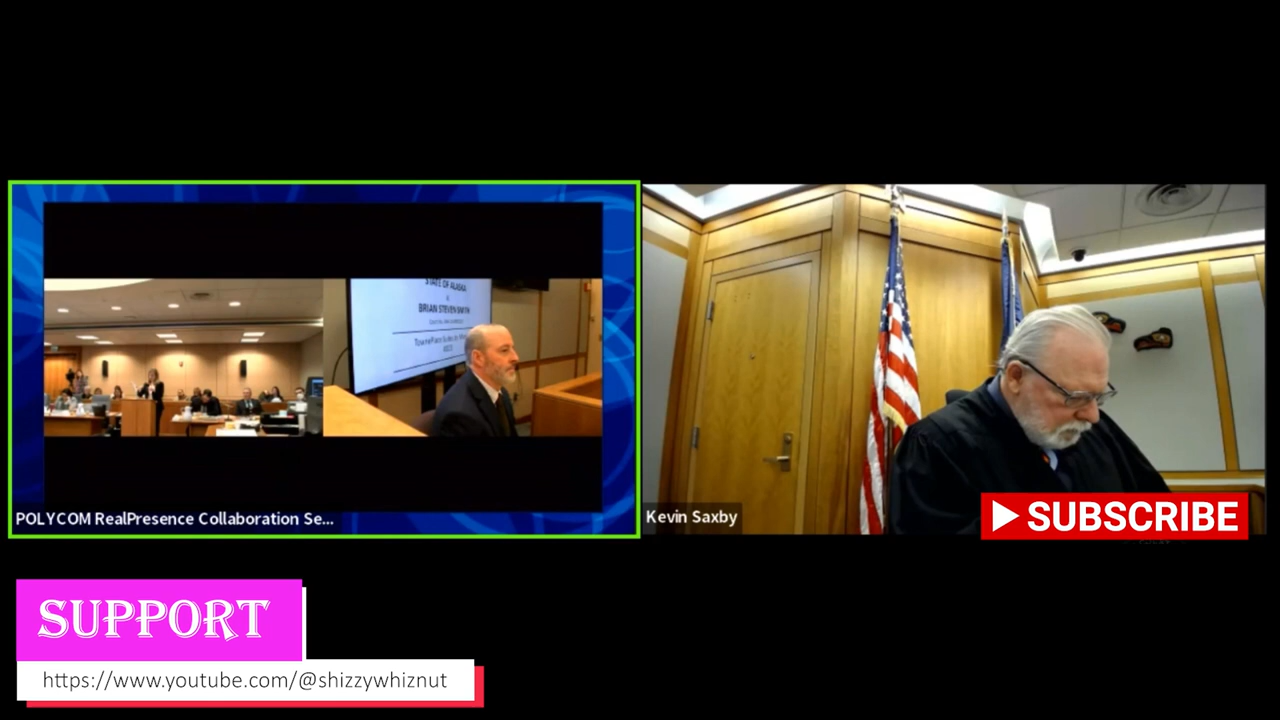 STATE OF ALASKA
BRIAN STEVEN SMITH
POLYCOM RealPresence Collaboration Se...
Kevin Saxby
SUBSCRIBE
SUPPORT
https://www.youtube.com/@shizzywhiznut